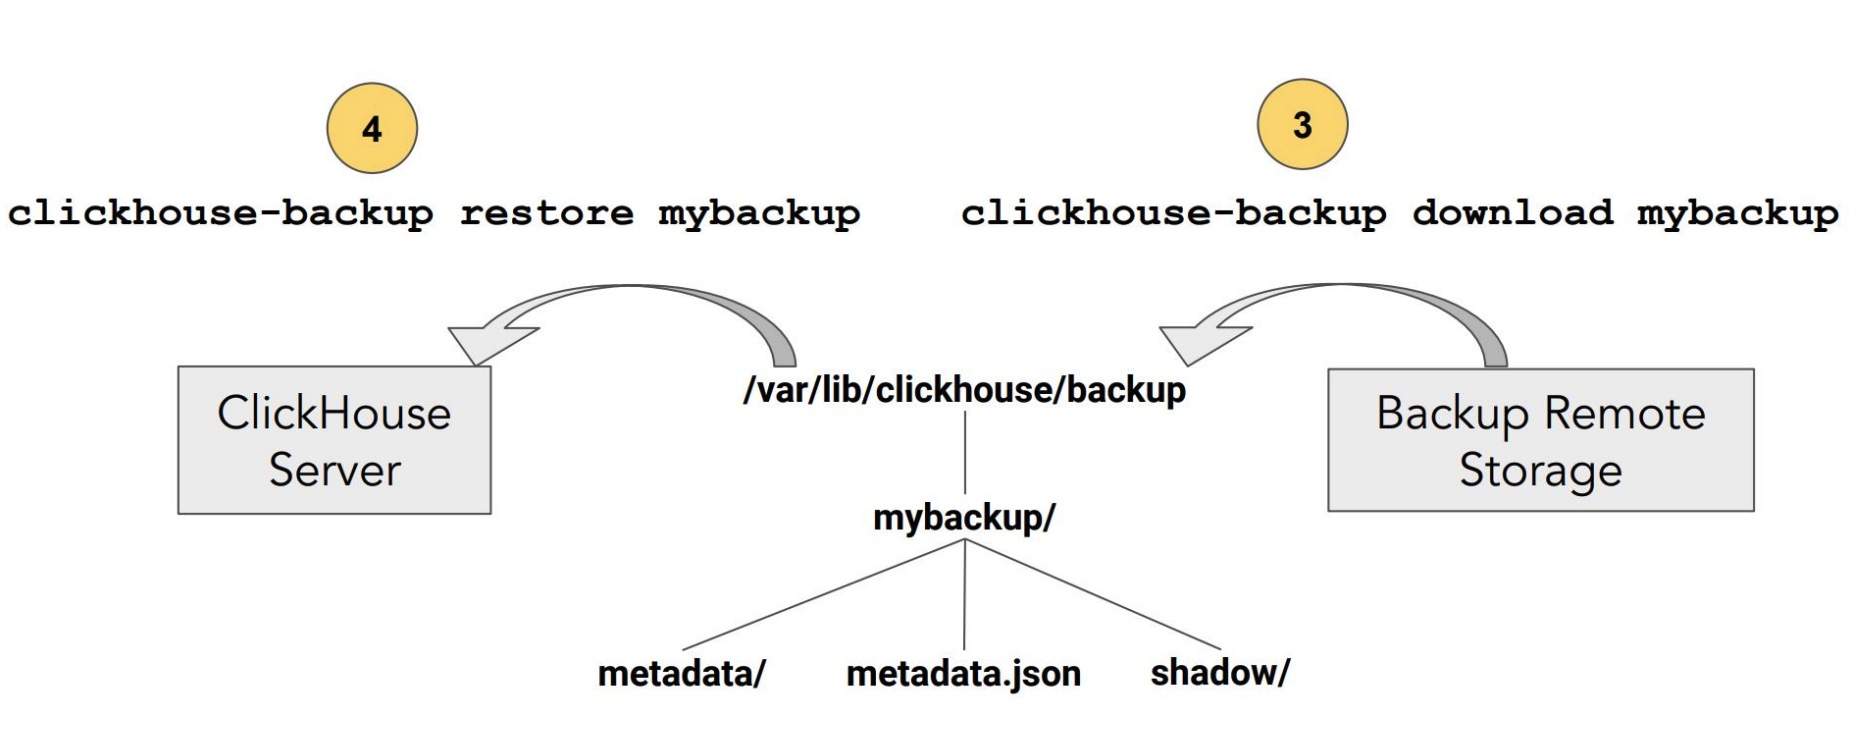 4
3
clickhouse-backup restore mybackup
clickhouse-backup download mybackup
ClickHouse
Server
/var/lib/clickhouse/backup
Backup Remote
Storage
mybackup/
metadata/
metadata.json
shadow/